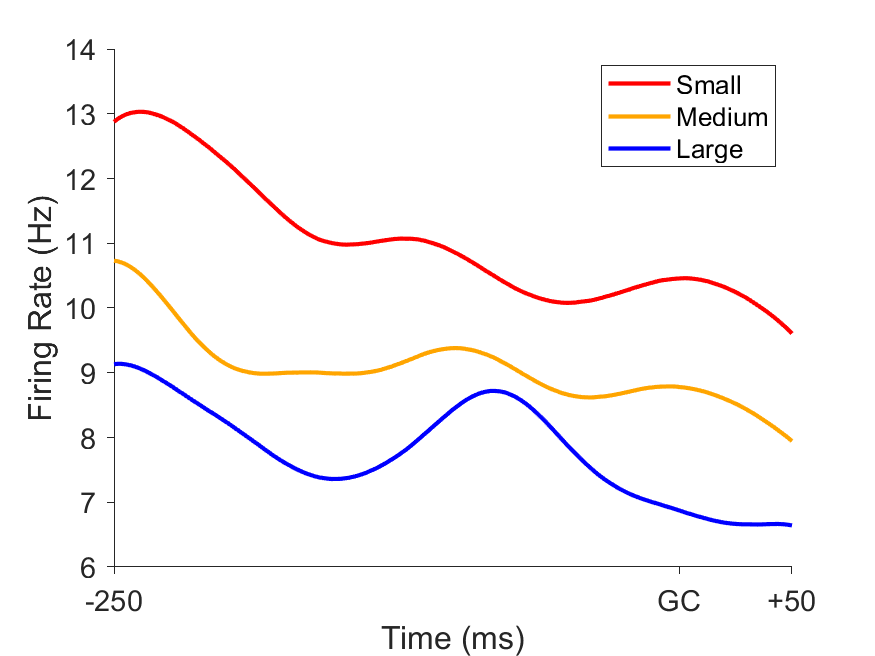 14
13
12
11
10
9
8
7
6
Firing Rate (Hz)
Small
Medium
Large
-250
GC
+50
Time (ms)